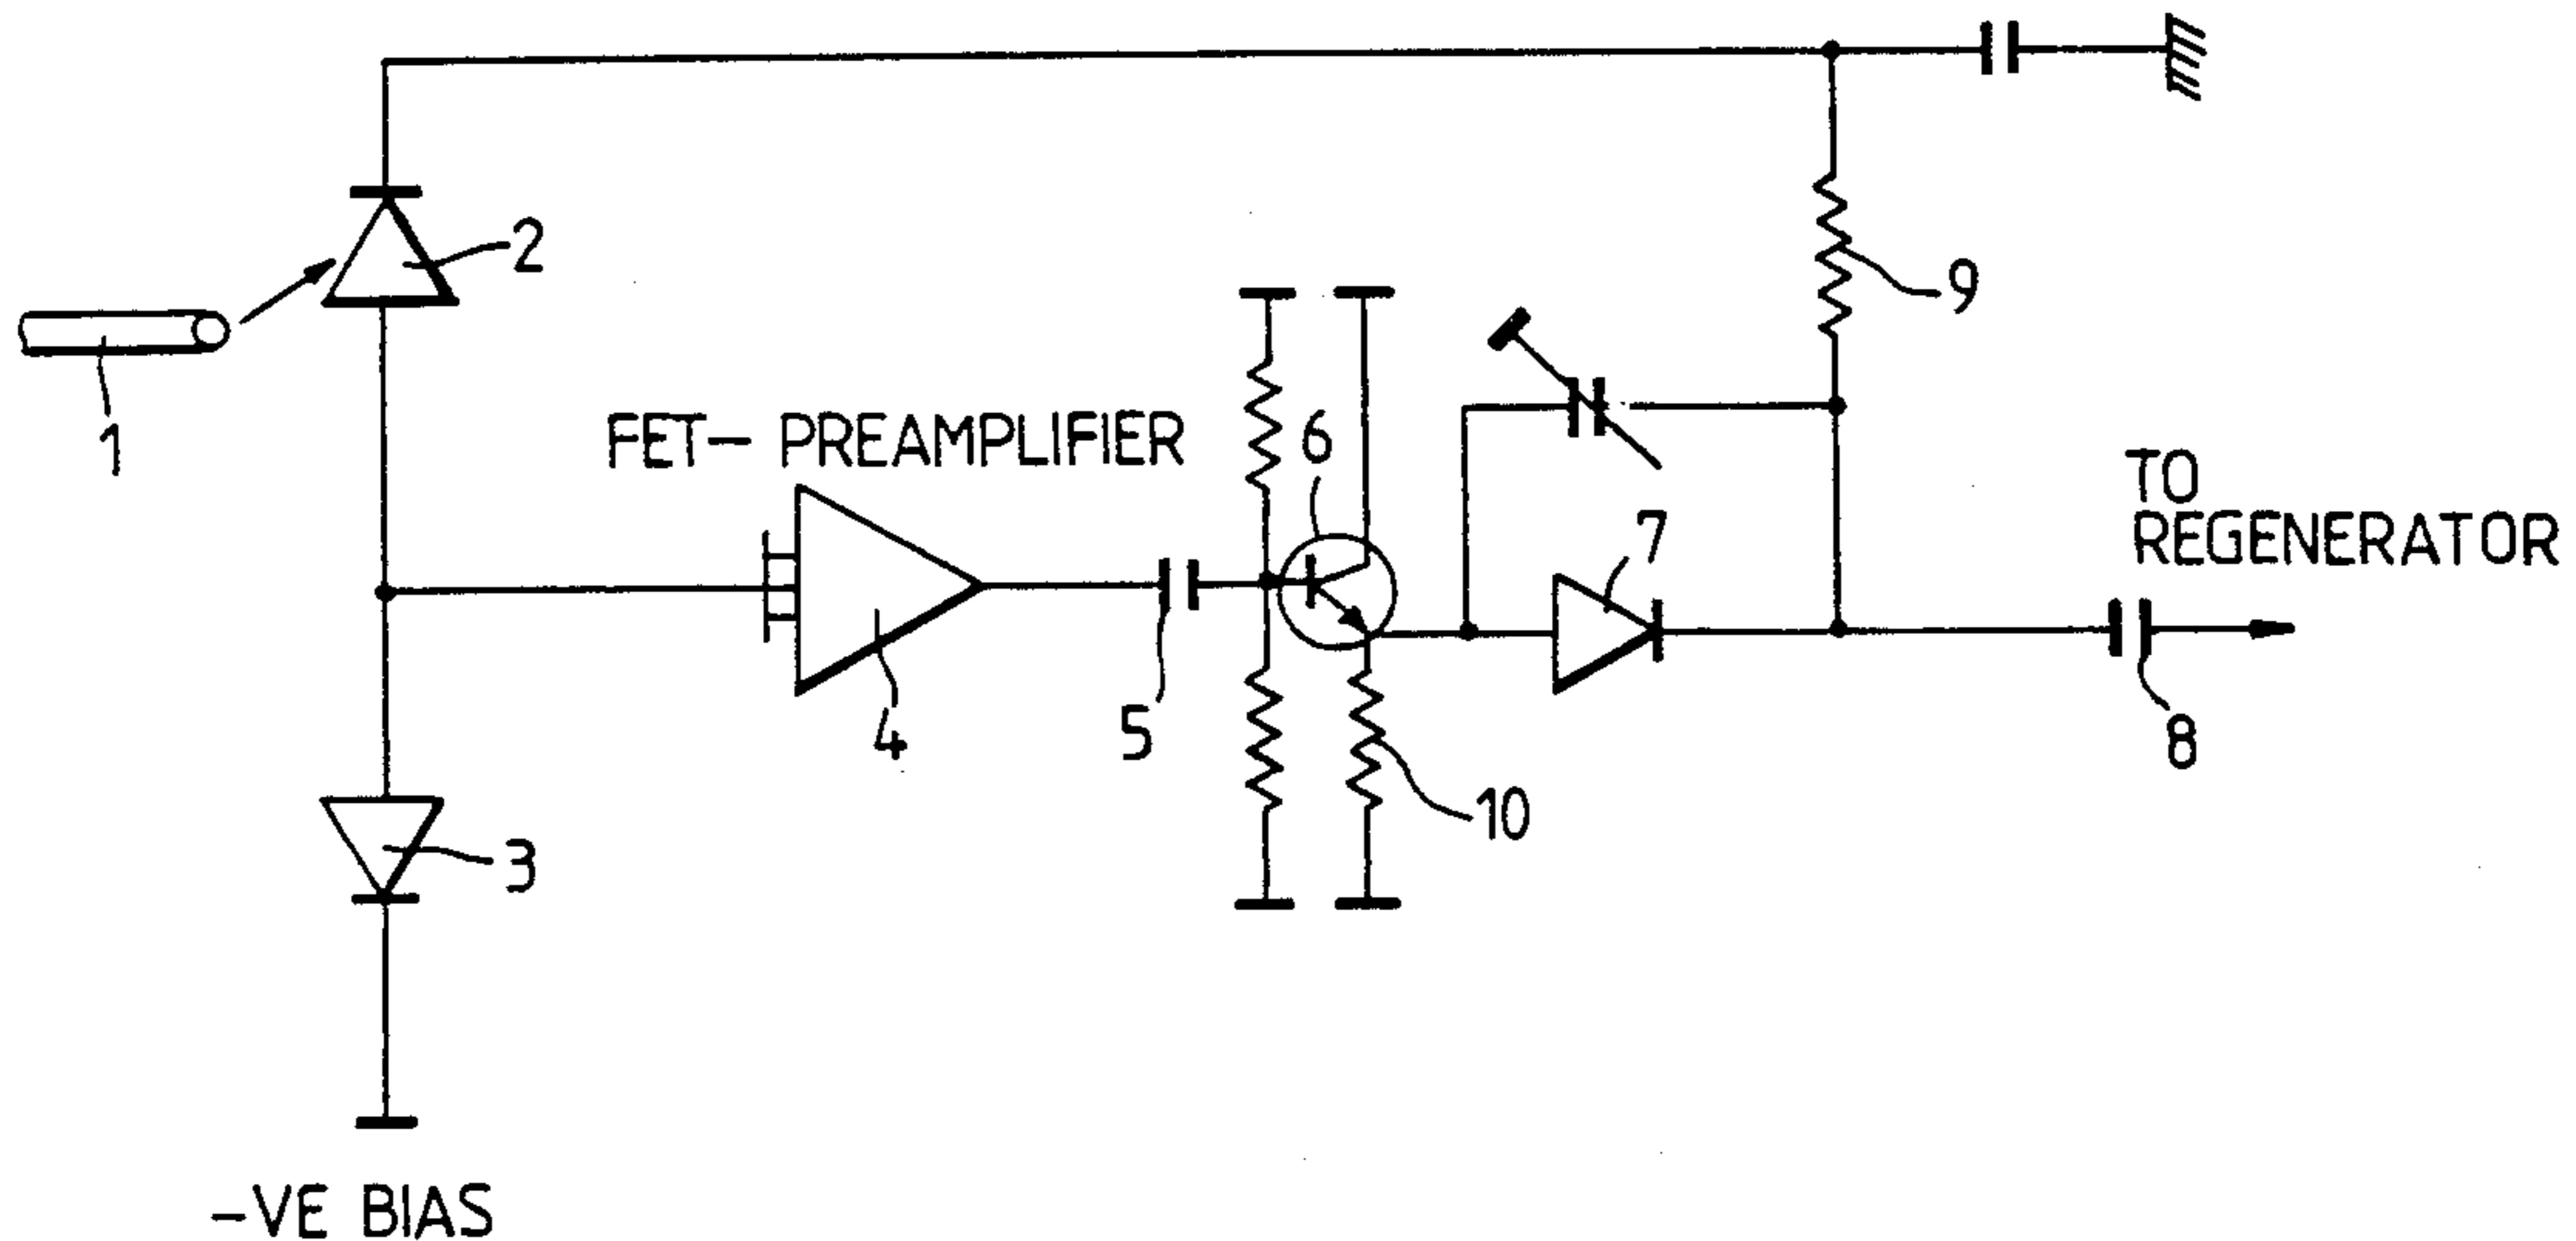 2
9
1
FET- PREAMPLIFIER
6
TO
REGENERATOR
7
4
5
8
10
3
-VE BIAS